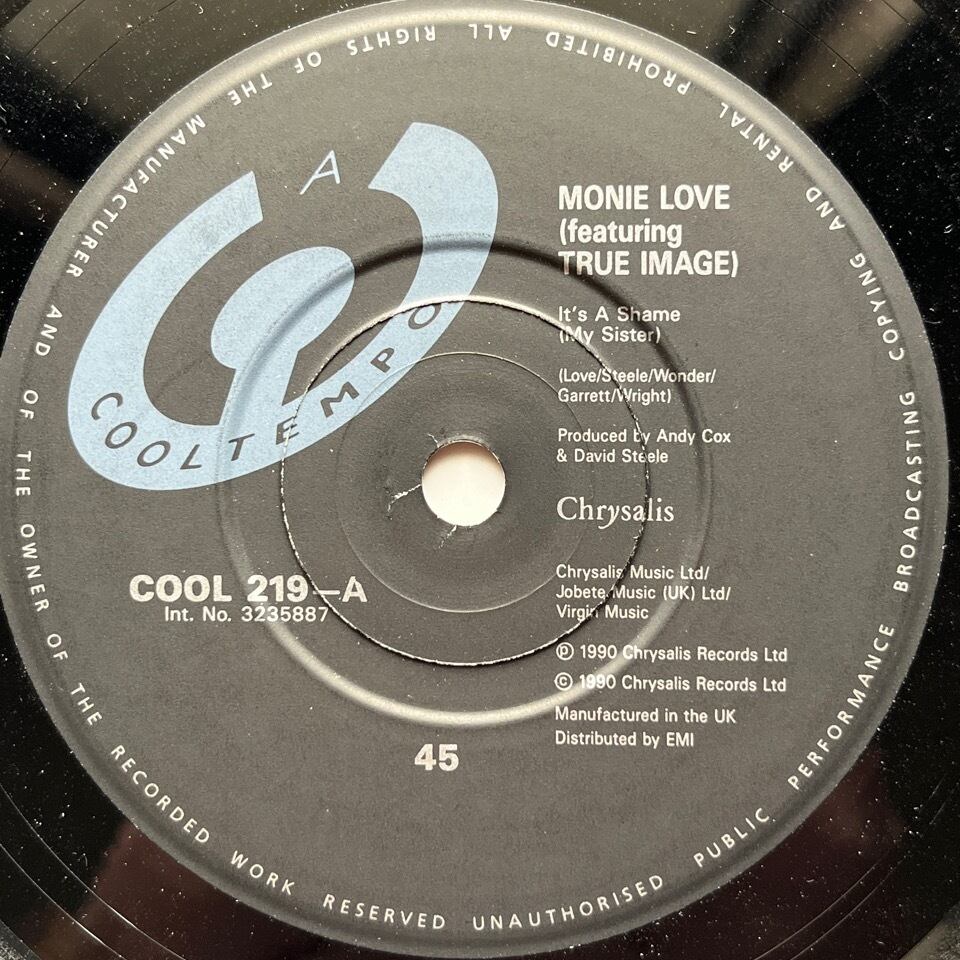 A
COOLTEMPO
MONIE LOVE
(featuring
TRUE IMAGE)
It's A Shame
(My Sister)
(Love/Steele/Wonder/
Garrett/Wright)
Produced by Andy Cox
& David Steele
Chrysalis
COOL 219–A
Int. No. 3235887
Chrysalis Music Ltd/
Jobete Music (UK) Ltd/
Virgin Music
℗ 1990 Chrysalis Records Ltd
© 1990 Chrysalis Records Ltd
Manufactured in the UK
Distributed by EMI
45
ALL RIGHTS OF THE MANUFACTURER AND OF THE OWNER OF THE RECORDED WORK RESERVED UNAUTHORISED PUBLIC PERFORMANCE BROADCASTING COPYING AND RENTAL PROHIBITED